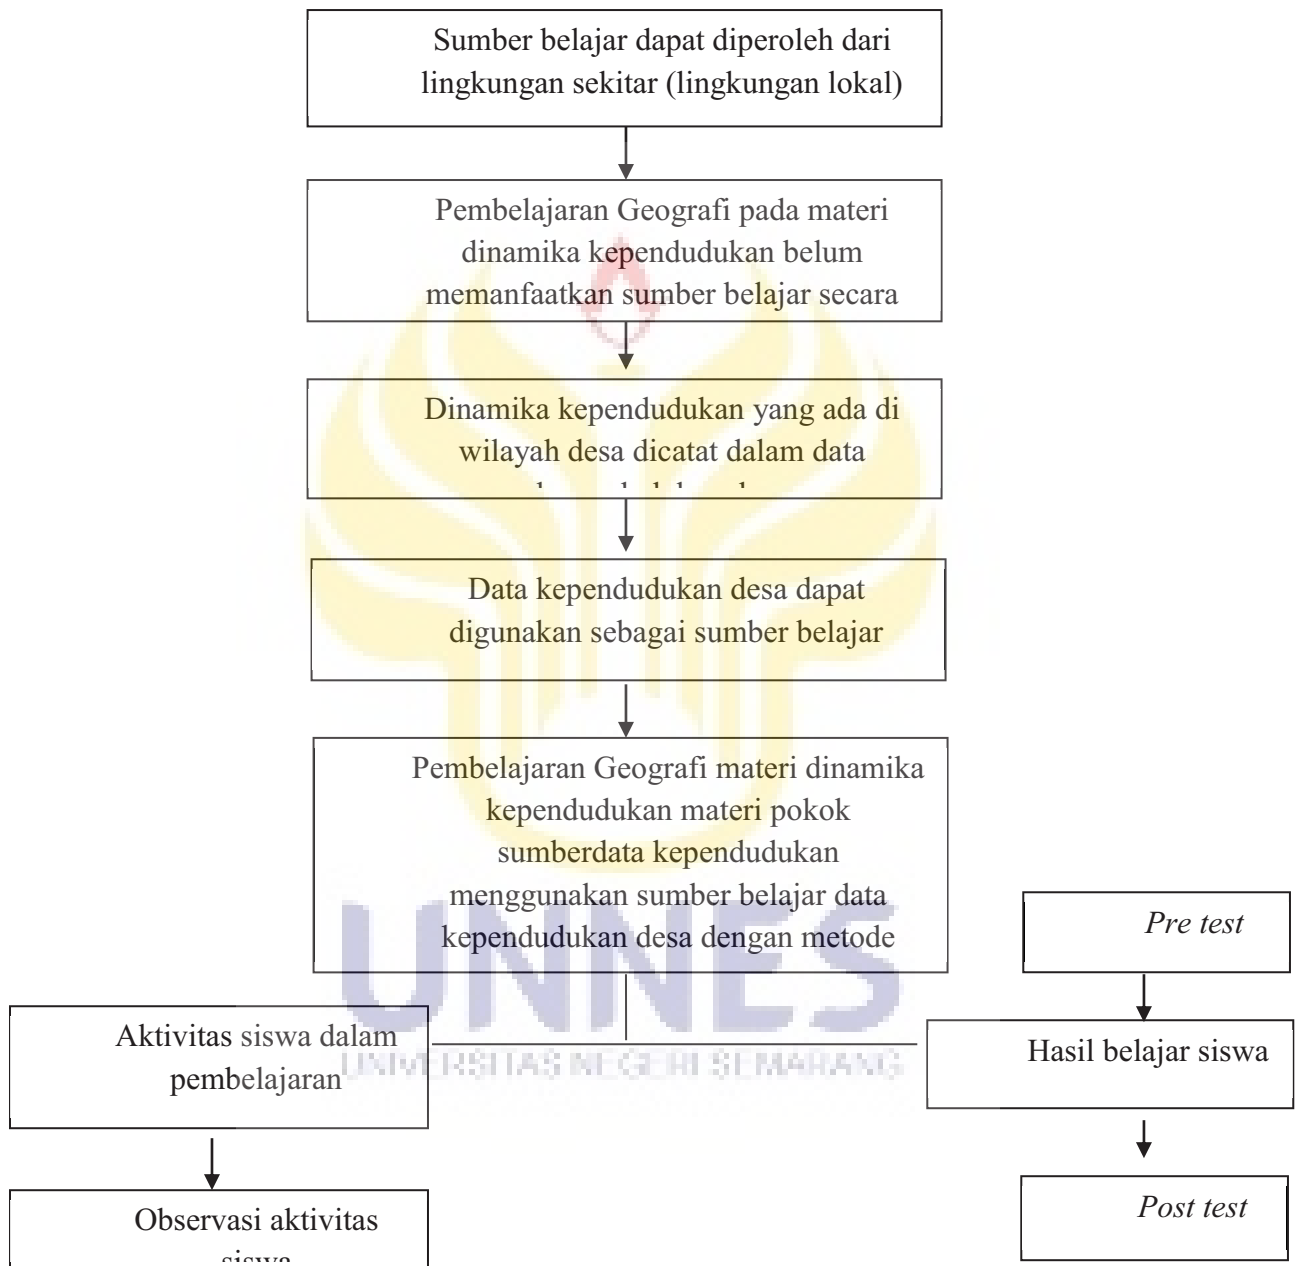 Sumber belajar dapat diperoleh dari
lingkungan sekitar (lingkungan lokal)
Pembelajaran Geografi pada materi
dinamika kependudukan belum
memanfaatkan sumber belajar secara
Dinamika kependudukan yang ada di
wilayah desa dicatat dalam data
Data kependudukan desa dapat
digunakan sebagai sumber belajar
Pembelajaran Geografi materi dinamika
kependudukan materi pokok
sumberdata kependudukan
menggunakan sumber belajar data
kependudukan desa dengan metode
UNNES
UNIVERSITAS NEGERI SEMARANG
Pre test
Aktivitas siswa dalam
pembelajaran
Hasil belajar siswa
Observasi aktivitas
siswa
Post test